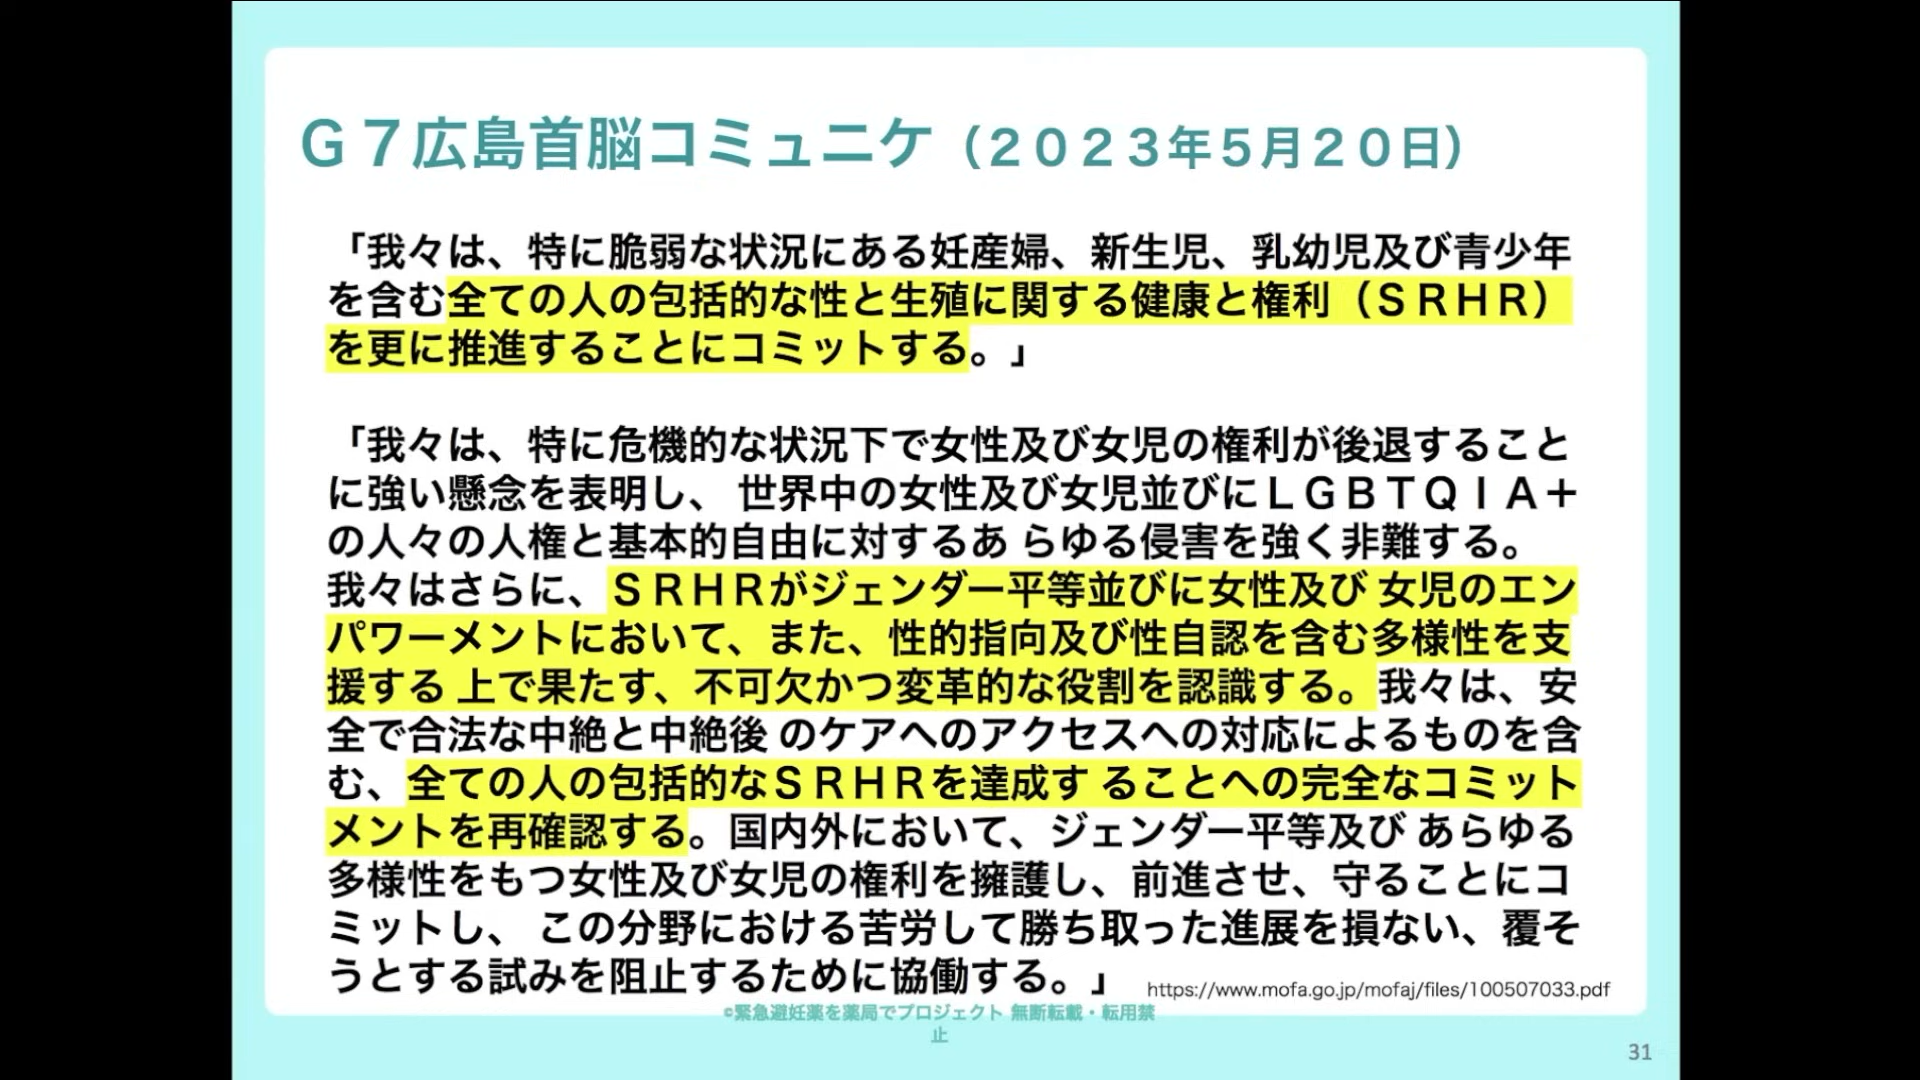 Ｇ７広島首脳コミュニケ（２０２３年５月２０日）
「我々は、特に脆弱な状況にある妊産婦、新生児、乳幼児及び青少年
を含む全ての人の包括的な性と生殖に関する健康と権利（ＳＲＨＲ）
を更に推進することにコミットする。」
「我々は、特に危機的な状況下で女性及び女児の権利が後退すること
に強い懸念を表明し、 世界中の女性及び女児並びにＬＧＢＴＱＩＡ＋
の人々の人権と基本的自由に対するあ らゆる侵害を強く非難する。
我々はさらに、ＳＲＨＲがジェンダー平等並びに女性及び 女児のエン
パワーメントにおいて、また、性的指向及び性自認を含む多様性を支
援する 上で果たす、不可欠かつ変革的な役割を認識する。我々は、安
全で合法な中絶と中絶後 のケアへのアクセスへの対応によるものを含
む、全ての人の包括的なＳＲＨＲを達成す ることへの完全なコミット
メントを再確認する。国内外において、ジェンダー平等及び あらゆる
多様性をもつ女性及び女児の権利を擁護し、前進させ、守ることにコ
ミットし、 この分野における苦労して勝ち取った進展を損ない、覆そ
うとする試みを阻止するために協働する。」
https://www.mofa.go.jp/mofaj/files/100507033.pdf
©緊急避妊薬を薬局でプロジェクト 無断転載・転用禁
止
31